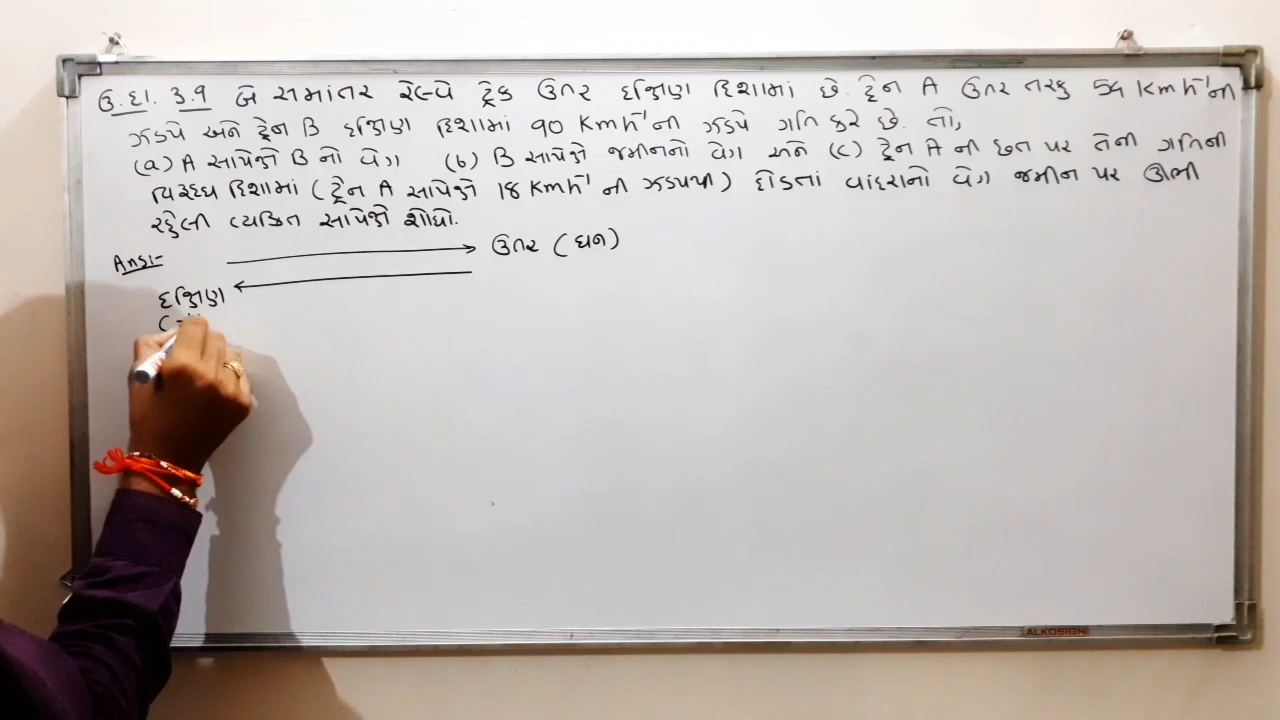 ઉ.દા. ૩.૧ બે સમાંતર રેલ્વે ટ્રેક ઉત્તર દક્ષિણ દિશામાં છે. ટ્રેન A ઉત્તર તરફ 54 Kmh⁻¹ની
ઝડપે અને ટ્રેન B દક્ષિણ દિશામાં 90 Kmh⁻¹ની ઝડપે ગતિ કરે છે. તો,
(a) A સાપેક્ષે B નો વેગ (b) B સાપેક્ષે જમીનનો વેગ અને (c) ટ્રેન A ની છત પર તેની ગતિની
વિરુદ્ધ દિશામાં (ટ્રેન A સાપેક્ષે 18 Kmh⁻¹ ની ઝડપથી) દોડતાં વાંદરાનો વેગ જમીન પર ઊભી
રહેલી વ્યક્તિ સાપેક્ષે શોધો.
Ans:- ઉત્તર (ધન)
દક્ષિણ
ALKOSIGN